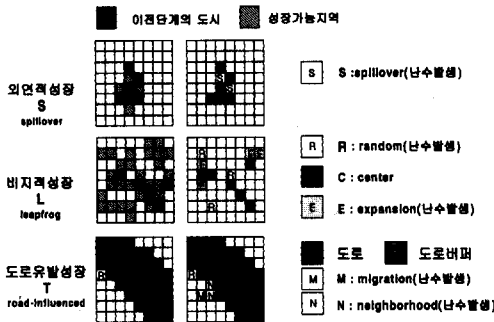 이전단계의 도시 성장가능지역
외연적성장
S
spillover
S
S
S S :spillover(난수발생)
비지적성장
L
leapfrog
R
E
R
R
R R : random(난수발생)
C : center
E E : expansion(난수발생)
도로유발성장
T
road-influenced
R
R
N
M N
도로 도로버퍼
M M : migration(난수발생)
N N : neighborhood(난수발생)